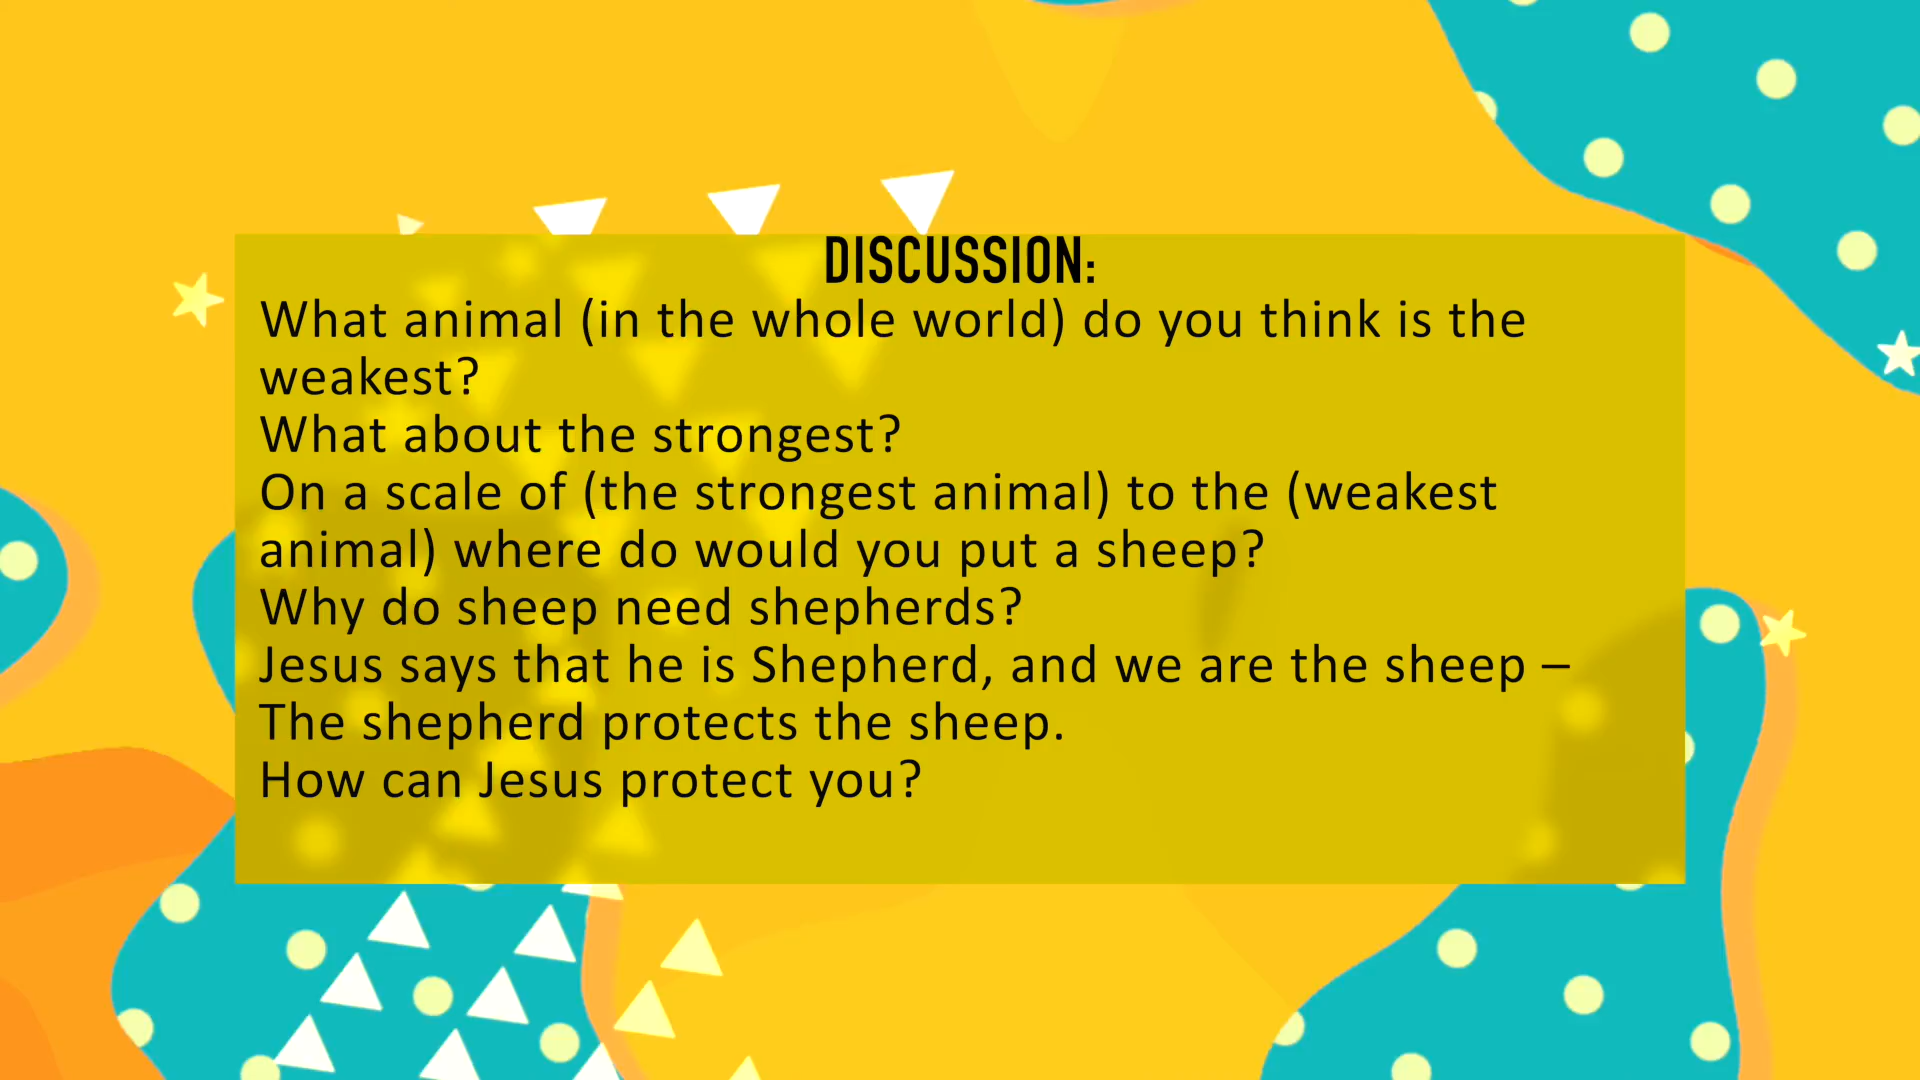 DISCUSSION:
What animal (in the whole world) do you think is the
weakest?
What about the strongest?
On a scale of (the strongest animal) to the (weakest
animal) where do would you put a sheep?
Why do sheep need shepherds?
Jesus says that he is Shepherd, and we are the sheep –
The shepherd protects the sheep.
How can Jesus protect you?